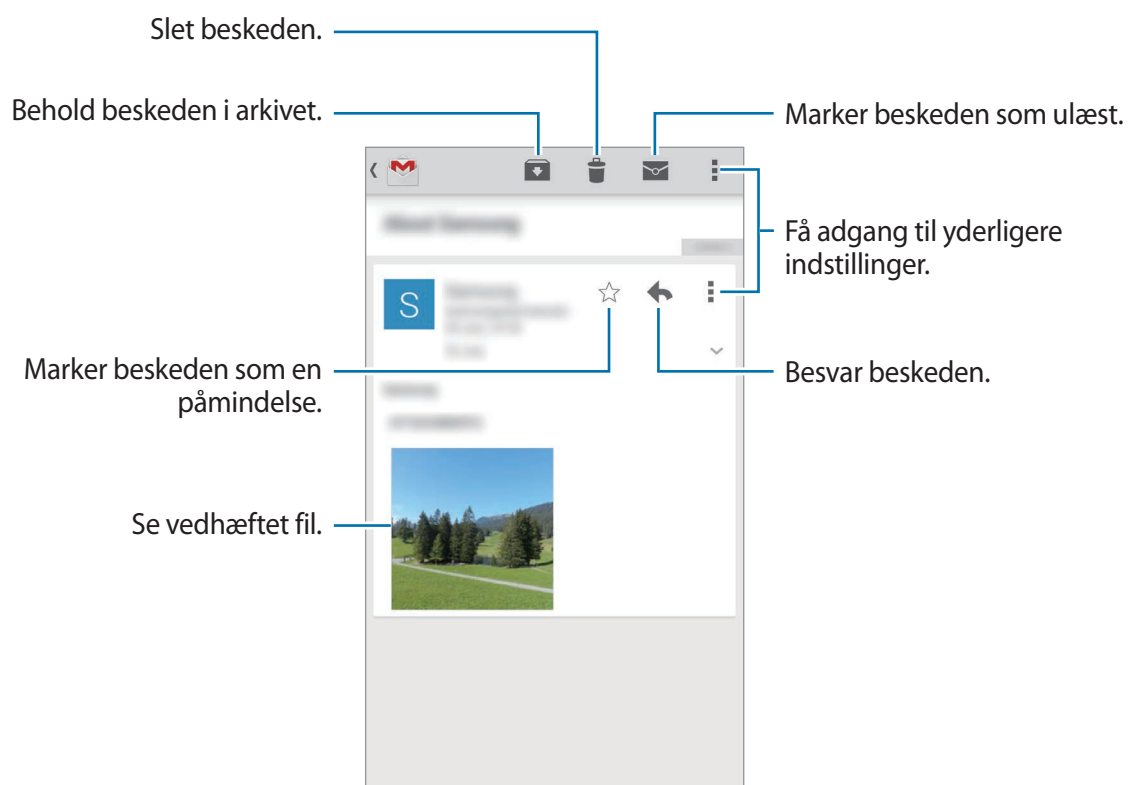 Slet beskeden.
Behold beskeden i arkivet.
Marker beskeden som ulæst.
Få adgang til yderligere
indstillinger.
S
Marker beskeden som en
påmindelse.
Besvar beskeden.
Se vedhæftet fil.